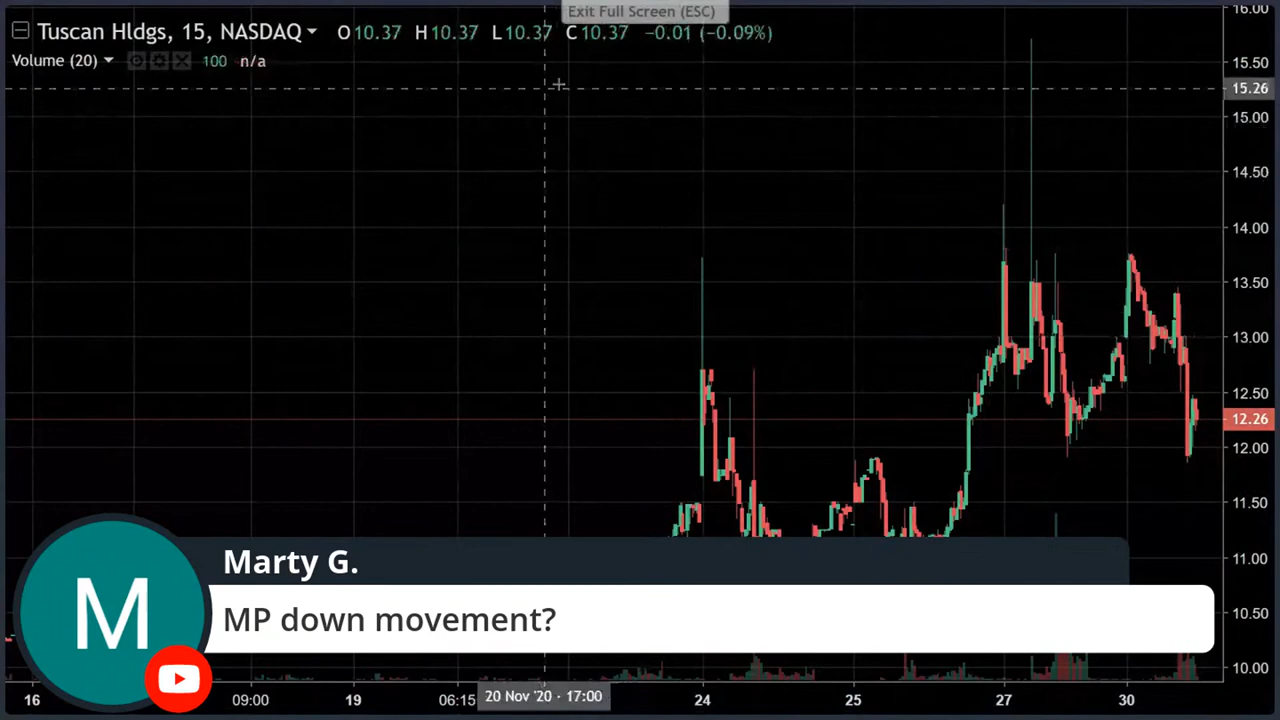 Exit Full Screen (ESC)
Tuscan Hldgs, 15, NASDAQ O10.37 H10.37 L10.37 C10.37 −0.01 (−0.09%)
Volume (20) 100 n/a
16.00
15.50
15.26
15.00
14.50
14.00
13.50
13.00
12.50
12.26
12.00
11.50
11.00
10.50
10.00
M
Marty G.
MP down movement?
16 09:00 19 06:15 20 Nov '20 · 17:00 24 25 27 30